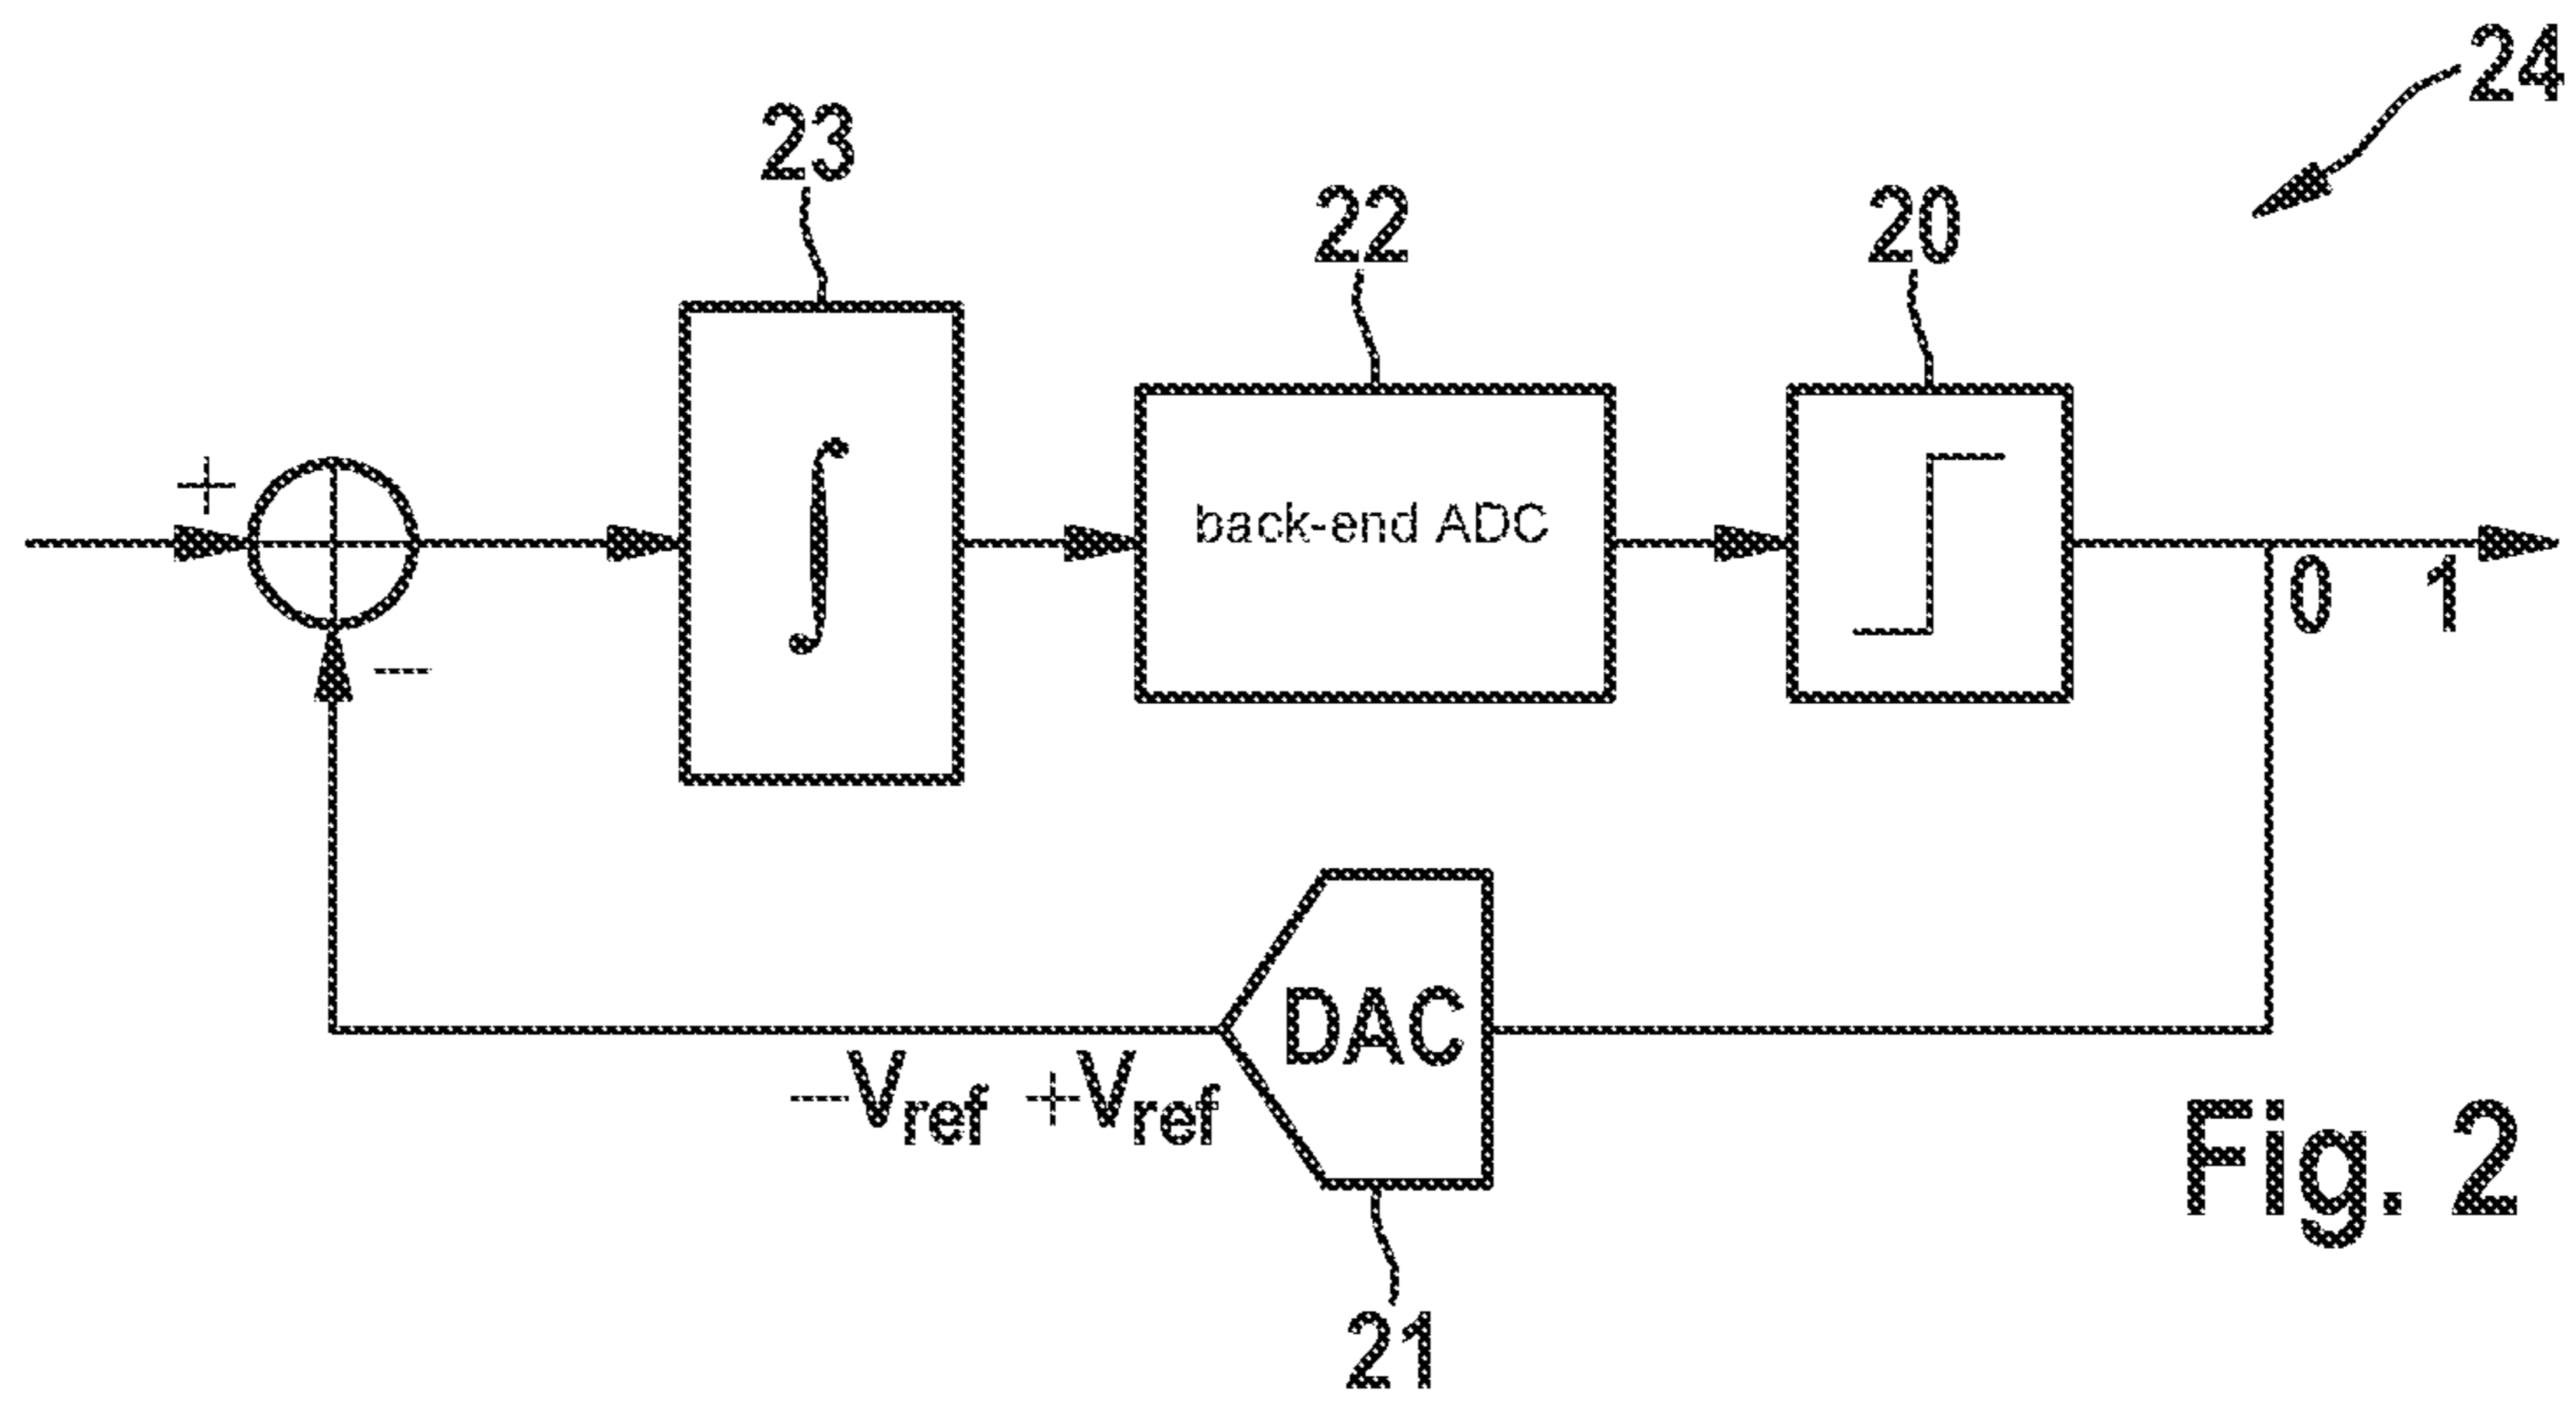 24
23
22
20
+
back-end ADC
0 1
−
DAC
−Vref +Vref
Fig. 2
21